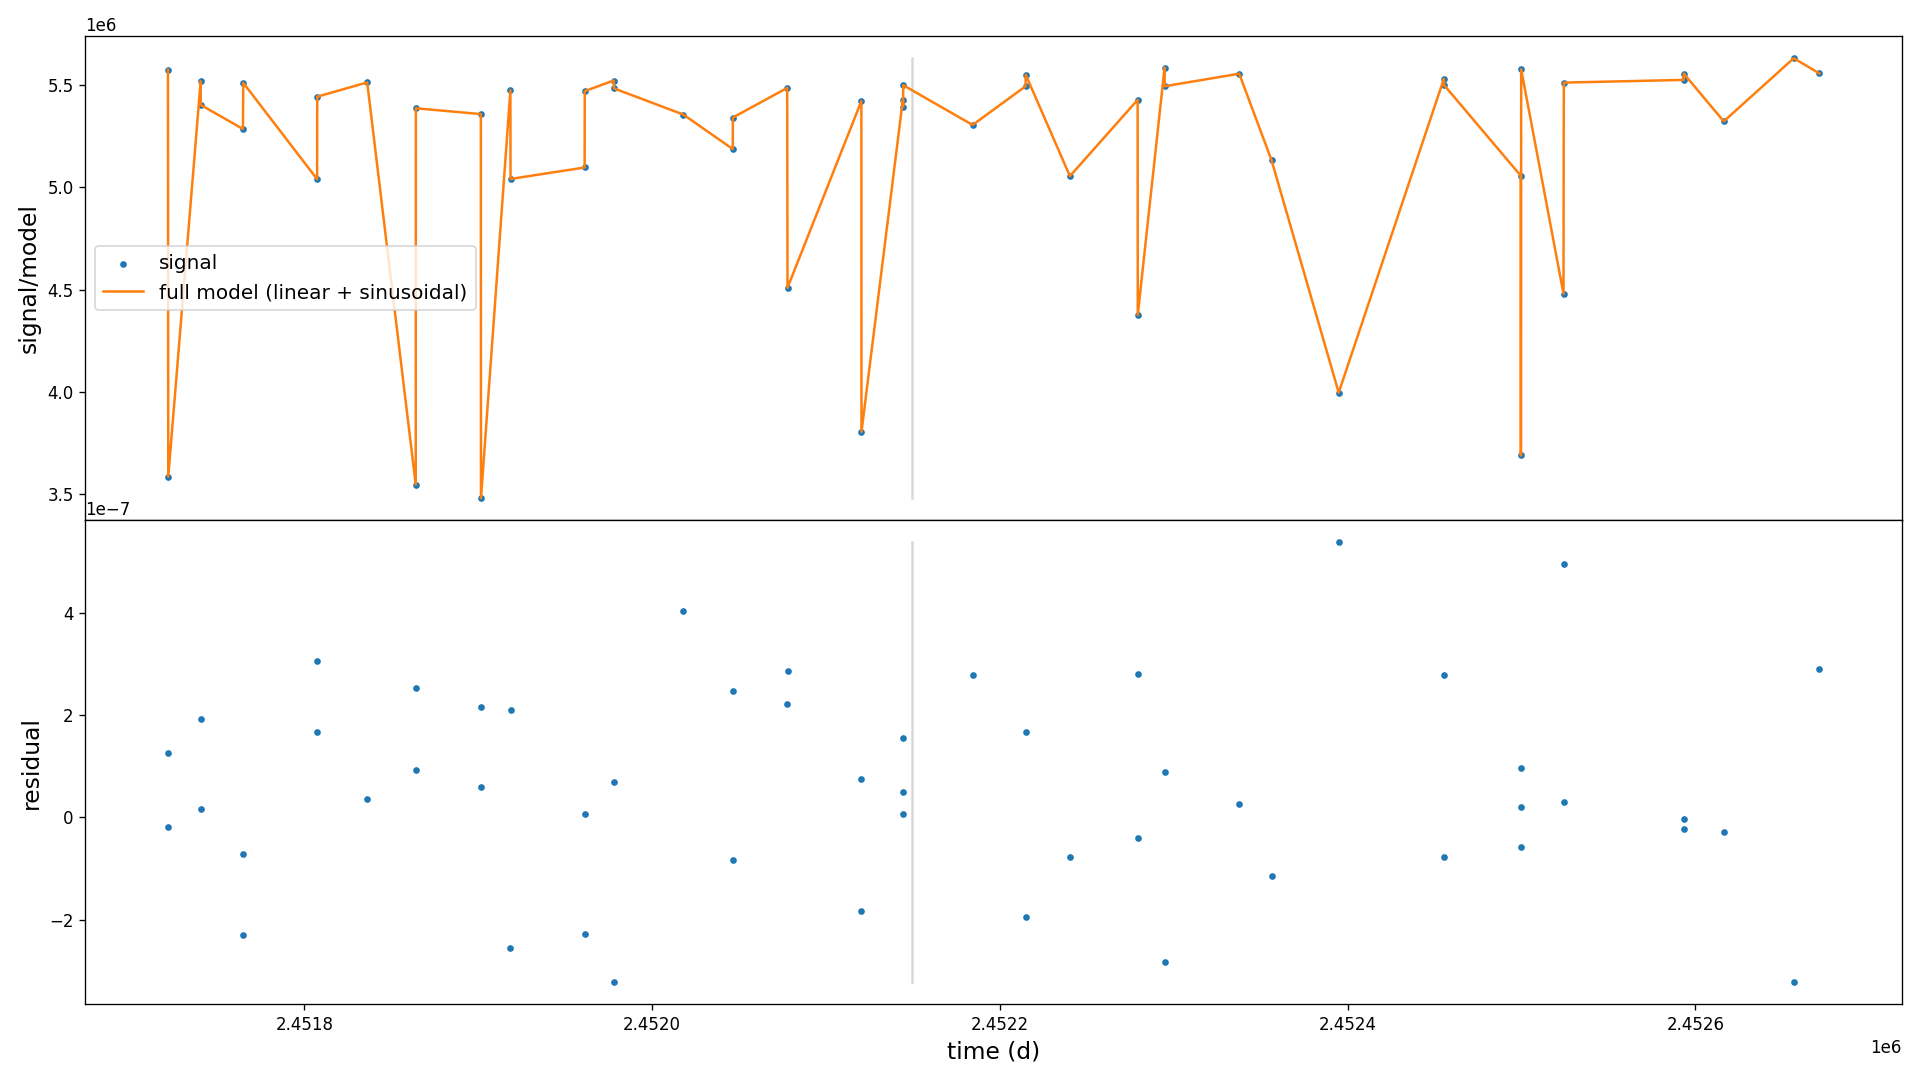 1e6
5.5
5.0
4.5
4.0
3.5
signal/model
signal
full model (linear + sinusoidal)
1e−7
4
2
0
−2
residual
2.4518
2.4520
2.4522
2.4524
2.4526
1e6
time (d)